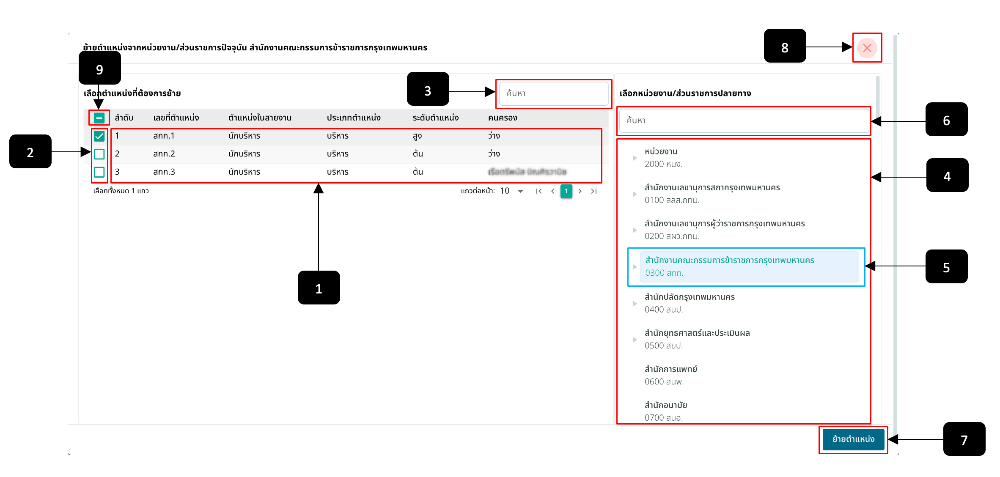 8
ย้ายตำแหน่งจากหน่วยงาน/ส่วนราชการปัจจุบัน สำนักงานคณะกรรมการข้าราชการกรุงเทพมหานคร
9
3
เลือกตำแหน่งที่ต้องการย้าย
ค้นหา
ลำดับ เลขที่ตำแหน่ง ตำแหน่งในสายงาน ประเภทตำแหน่ง ระดับตำแหน่ง คนครอง
1 สกก.1 นักบริหาร บริหาร สูง ว่าง
2 สกก.2 นักบริหาร บริหาร ต้น ว่าง
3 สกก.3 นักบริหาร บริหาร ต้น
2
เลือกทั้งหมด 1 แถว
แถวต่อหน้า: 10
1
1
เลือกหน่วยงาน/ส่วนราชการปลายทาง
ค้นหา
6
หน่วยงาน
2000 หนง.
4
สำนักงานเลขานุการสภากรุงเทพมหานคร
0100 สลส.กทม.
สำนักงานเลขานุการผู้ว่าราชการกรุงเทพมหานคร
0200 สผว.กทม.
สำนักงานคณะกรรมการข้าราชการกรุงเทพมหานคร
0300 สกก.
5
สำนักปลัดกรุงเทพมหานคร
0400 สนป.
สำนักยุทธศาสตร์และประเมินผล
0500 สยป.
สำนักการแพทย์
0600 สนพ.
สำนักอนามัย
0700 สนอ.
ย้ายตำแหน่ง
7